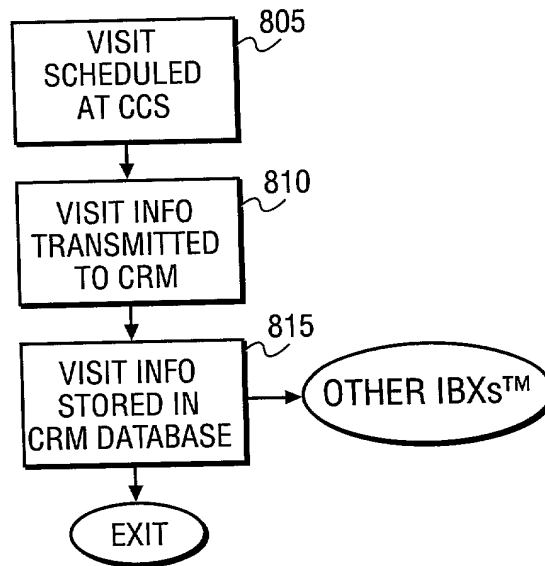 VISIT
SCHEDULED
AT CCS
805
VISIT INFO
TRANSMITTED
TO CRM
810
VISIT INFO
STORED IN
CRM DATABASE
815
OTHER IBXs™
EXIT